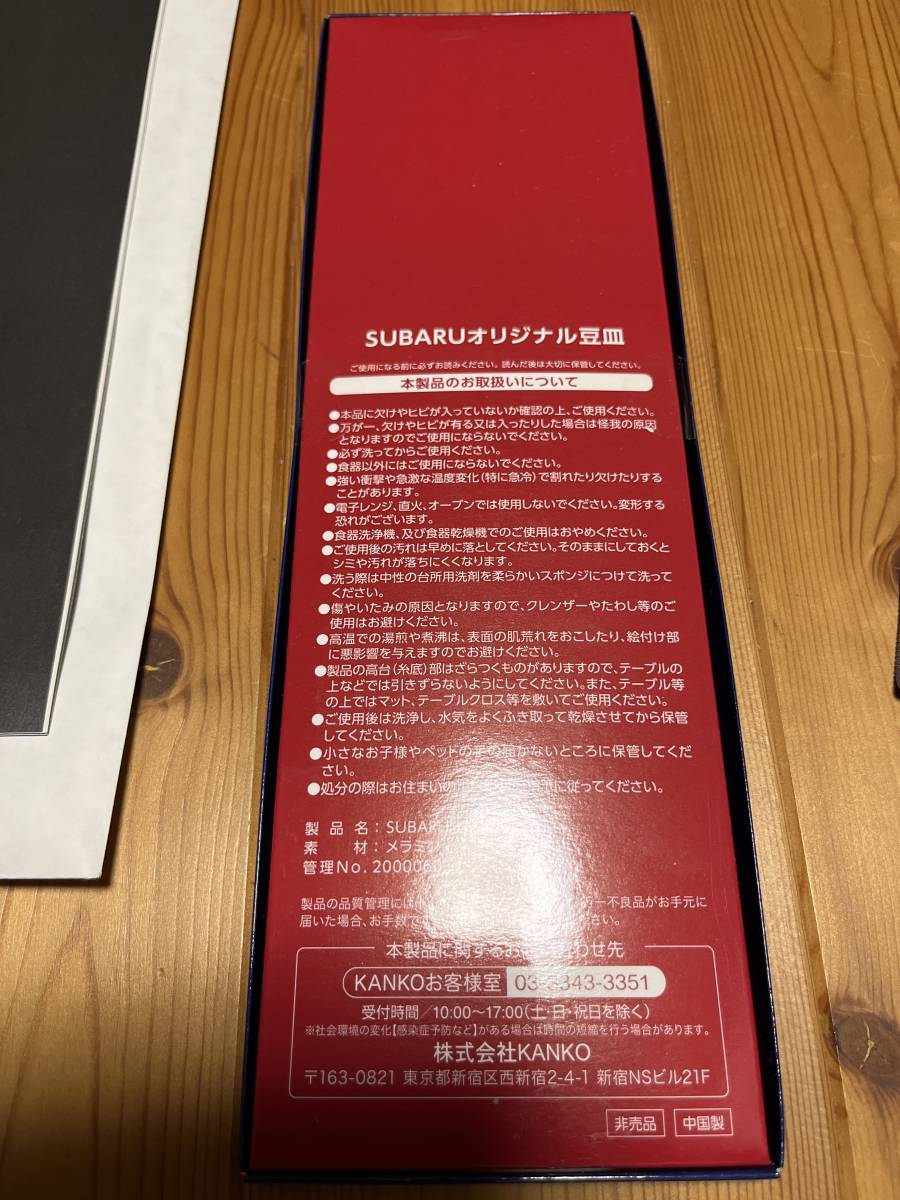 SUBARUオリジナル豆皿
ご使用になる前に必ずお読みください。読んだ後は大切に保管してください。
本製品のお取扱いについて
●本品に欠けやヒビが入っていないか確認の上、ご使用ください。
●万が一、欠けやヒビが有る又は入ったりした場合は怪我の原因
となりますのでご使用にならないでください。
●必ず洗ってからご使用ください。
●食器以外にはご使用にならないでください。
●強い衝撃や急激な温度変化(特に急冷)で割れたり欠けたりする
ことがあります。
●電子レンジ、直火、オーブンでは使用しないでください。変形する
恐れがございます。
●食器洗浄機、及び食器乾燥機でのご使用はおやめください。
●ご使用後の汚れは早めに落としてください。そのままにしておくと
シミや汚れが落ちにくくなります。
●洗う際は中性の台所用洗剤を柔らかいスポンジにつけて洗って
ください。
●傷やいたみの原因となりますので、クレンザーやたわし等のご
使用はお避けください。
●高温での湯煎や煮沸は、表面の肌荒れをおこしたり、絵付け部
に悪影響を与えますのでお避けください。
●製品の高台(糸底)部はざらつくものがありますので、テーブルの
上などでは引きずらないようにしてください。また、テーブル等
の上ではマット、テーブルクロス等を敷いてご使用ください。
●ご使用後は洗浄し、水気をよくふき取って乾燥させてから保管
してください。
●小さなお子様やペットの手の届かないところに保管してくだ
さい。
●処分の際はお住まいの に従ってください。
製品名：SUBARU
素材：メラミ
管理No.200006
製品の品質管理には 一不良品がお手元に
届いた場合、お手数で さい。
本製品に関するお問い合わせ先
KANKOお客様室 03-3343-3351
受付時間／10:00～17:00(土・日・祝日を除く)
※社会環境の変化【感染症予防など】がある場合は時間の短縮を行う場合があります。
株式会社KANKO
〒163-0821 東京都新宿区西新宿2-4-1 新宿NSビル21F
非売品 中国製